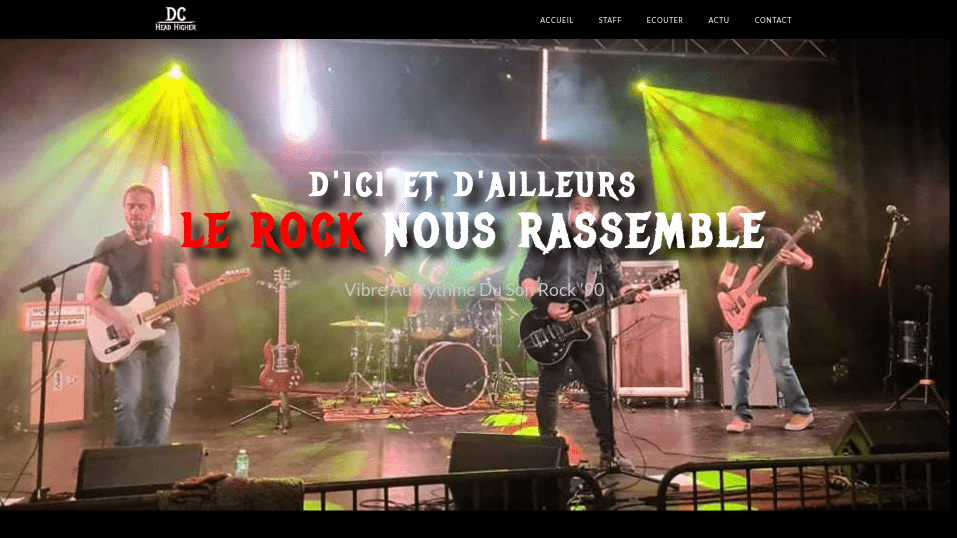 DC
HEAD HIGHER
ACCUEIL
STAFF
ECOUTER
ACTU
CONTACT
D'ICI ET D'AILLEURS
LE ROCK NOUS RASSEMBLE
Vibre Au Rythme Du Son Rock